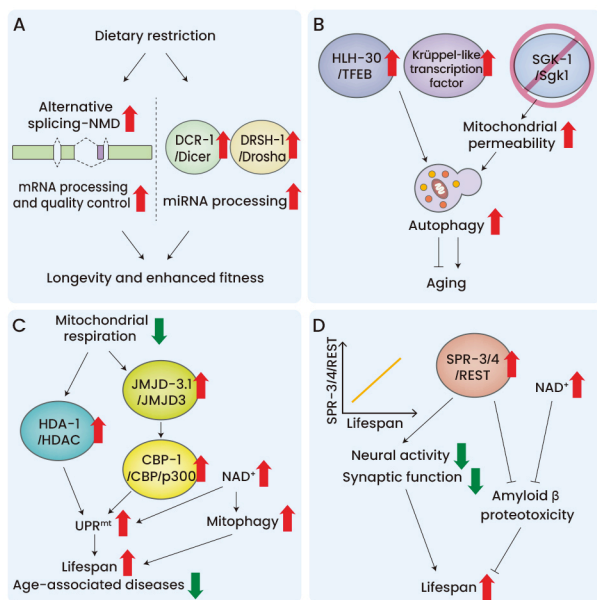 A
Dietary restriction
Alternative
splicing-NMD
DCR-1
/Dicer
DRSH-1
/Drosha
mRNA processing
and quality control
miRNA processing
Longevity and enhanced fitness
B
HLH-30
/TFEB
Krüppel-like
transcription
factor
SGK-1
/Sgk1
Mitochondrial
permeability
Autophagy
Aging
C
Mitochondrial
respiration
JMJD-3.1
/JMJD3
HDA-1
/HDAC
CBP-1
/CBP/p300
NAD⁺
UPRᵐᵗ
Mitophagy
Lifespan
Age-associated diseases
D
SPR-3/4/REST
Lifespan
SPR-3/4
/REST
NAD⁺
Neural activity
Synaptic function
Amyloid β
proteotoxicity
Lifespan